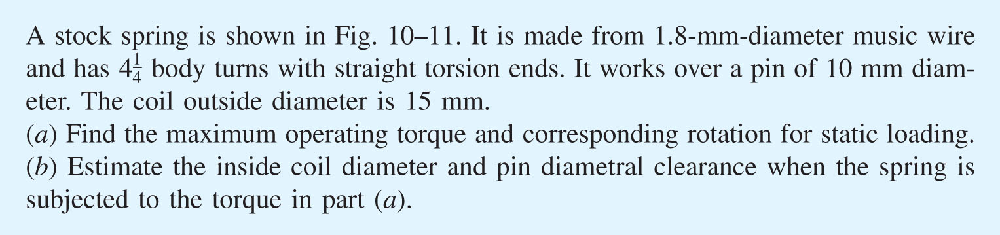 A stock spring is shown in Fig. 10–11. It is made from 1.8-mm-diameter music wire
and has 4 1/4 body turns with straight torsion ends. It works over a pin of 10 mm diam-
eter. The coil outside diameter is 15 mm.
(a) Find the maximum operating torque and corresponding rotation for static loading.
(b) Estimate the inside coil diameter and pin diametral clearance when the spring is
subjected to the torque in part (a).